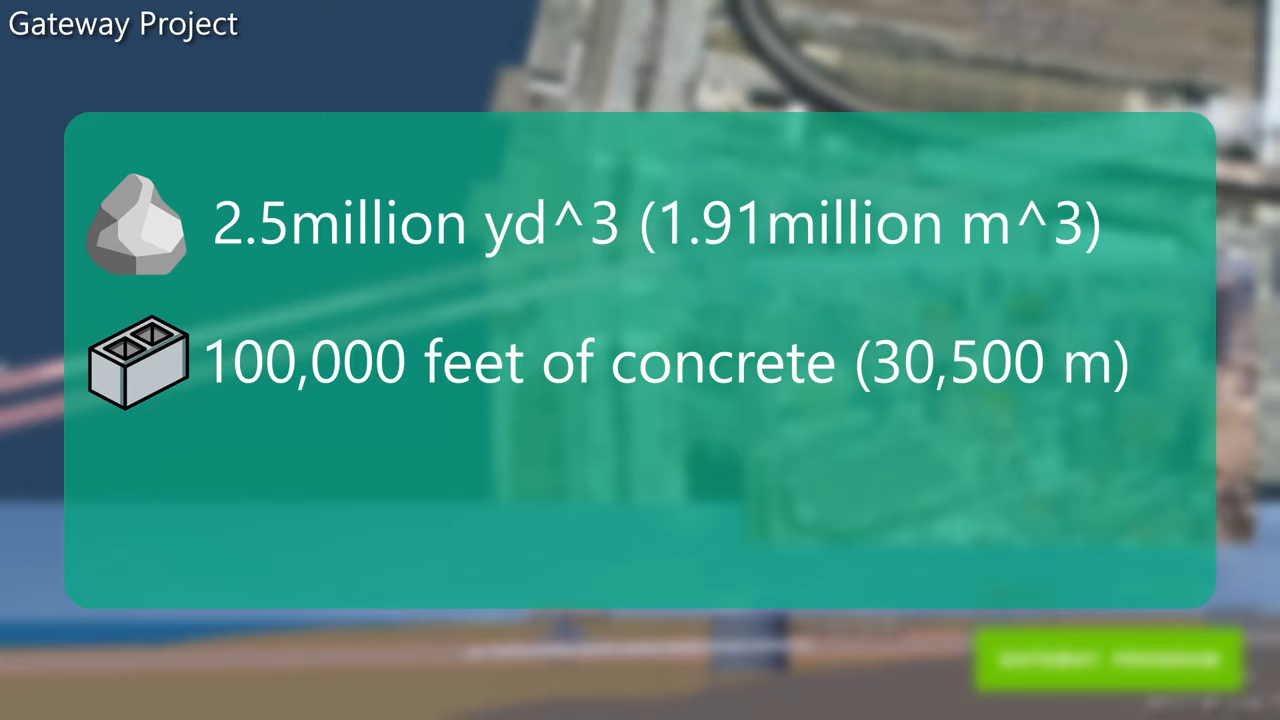 Gateway Project
2.5million yd^3 (1.91million m^3)
100,000 feet of concrete (30,500 m)